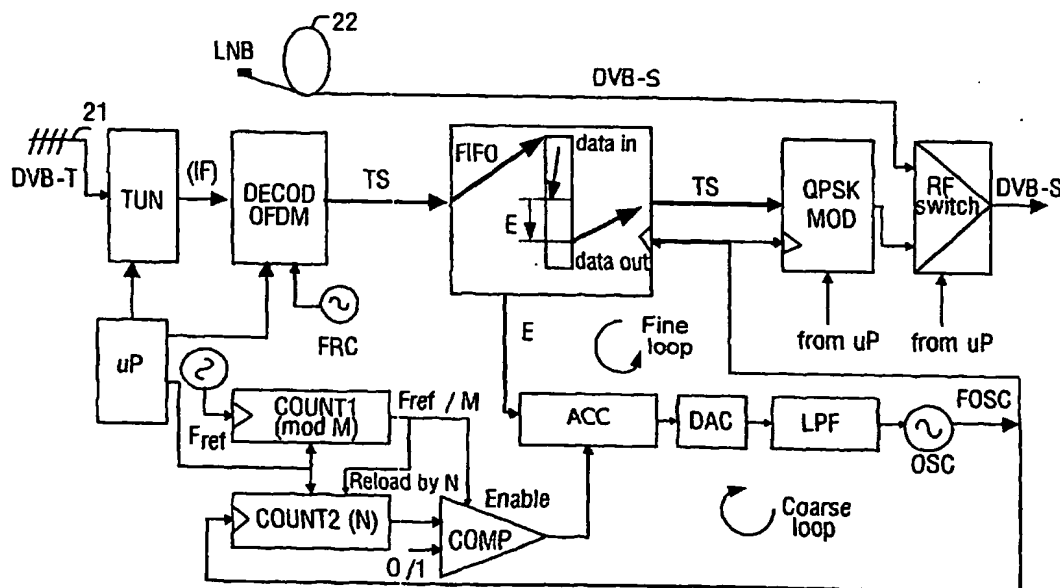 22
LNB
DVB-S
21
DVB-T
TUN
(IF)
DECOD
OFDM
TS
FIFO
data in
E
data out
TS
QPSK
MOD
RF
switch
DVB-S
uP
FRC
E
Fine
loop
from uP
from uP
Fref
COUNT1
(mod M)
Fref / M
ACC
DAC
LPF
OSC
FOSC
Reload by N
Enable
COUNT2 (N)
COMP
0/1
Coarse
loop